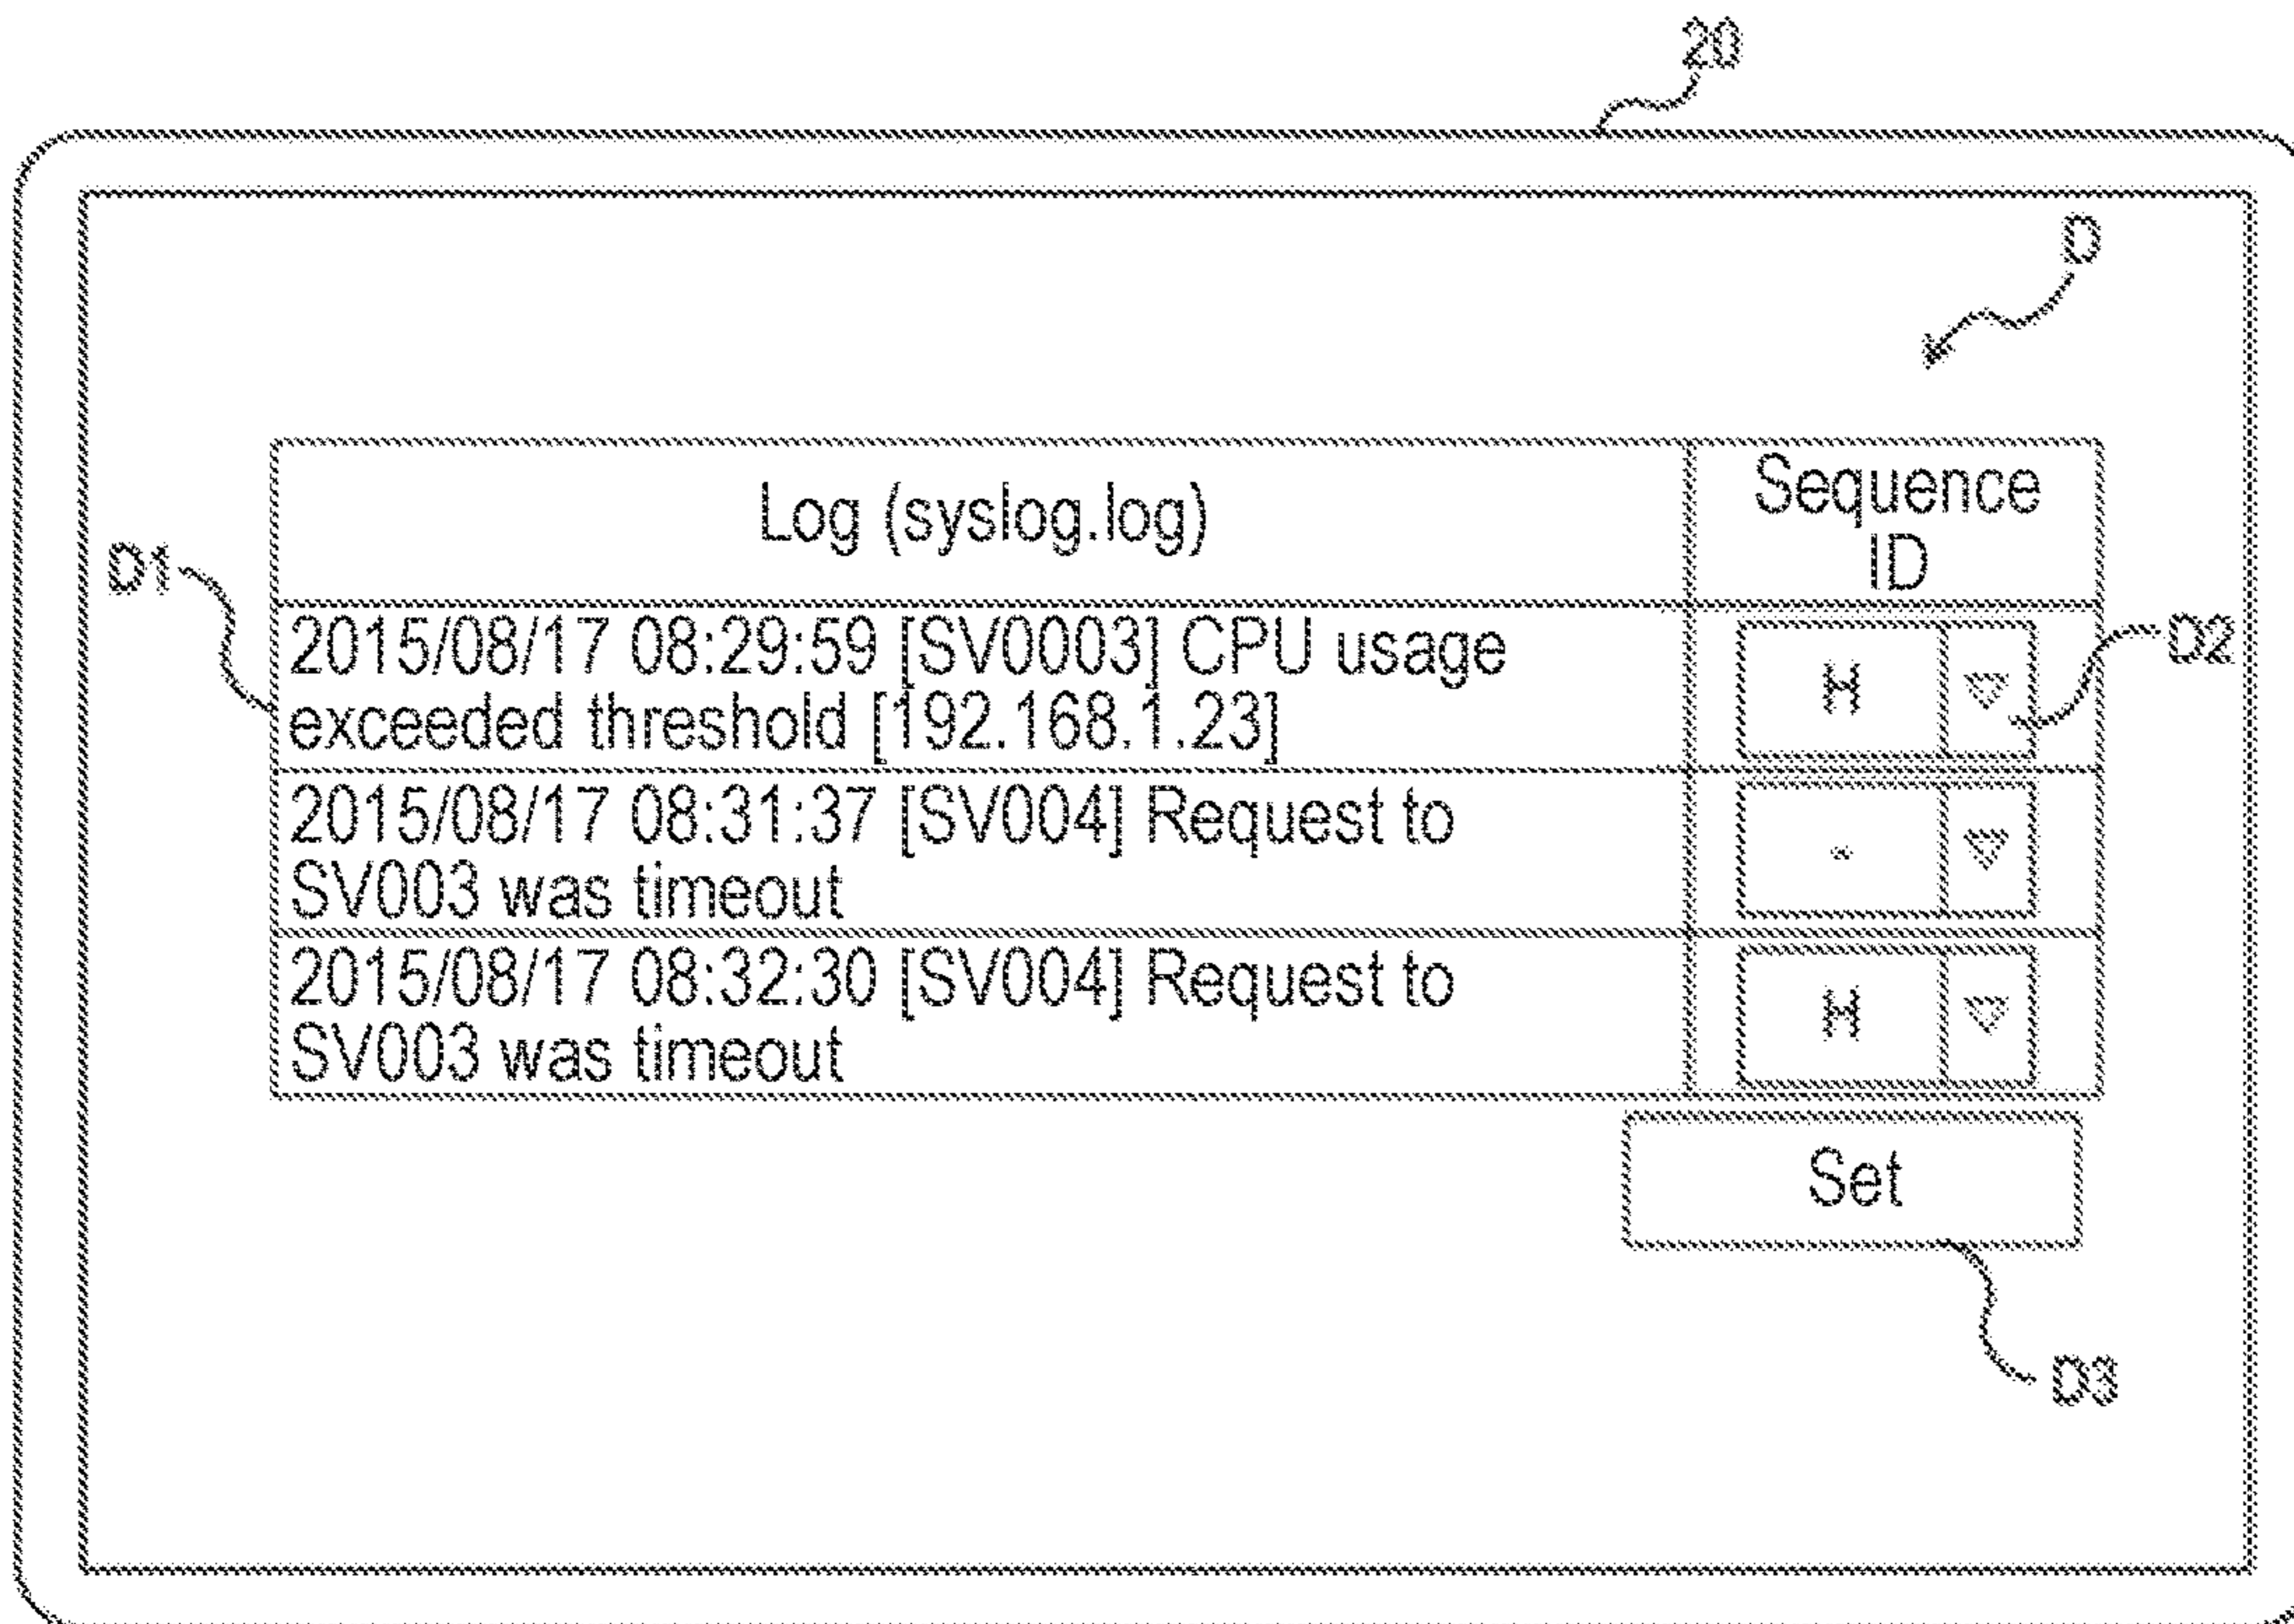 20
D
Log (syslog.log)
Sequence
ID
D1
2015/08/17 08:29:59 [SV0003] CPU usage
exceeded threshold [192.168.1.23]
H
D2
2015/08/17 08:31:37 [SV004] Request to
SV003 was timeout
-
2015/08/17 08:32:30 [SV004] Request to
SV003 was timeout
H
Set
D3